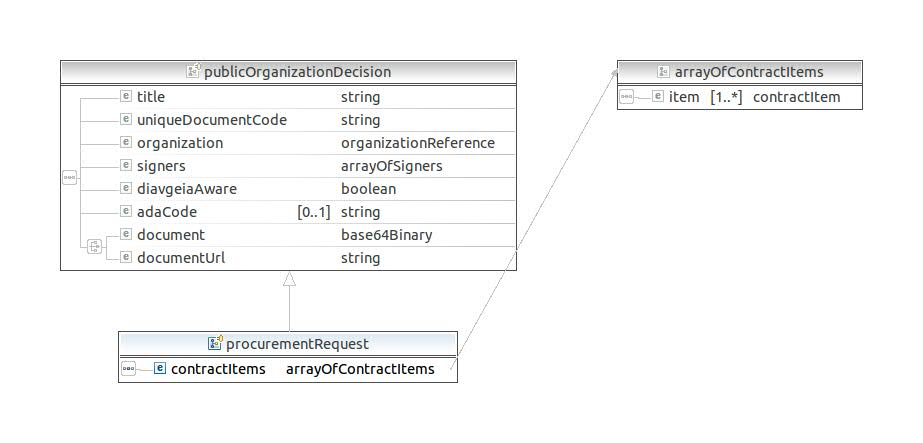 publicOrganizationDecision
e title string
e uniqueDocumentCode string
e organization organizationReference
e signers arrayOfSigners
e diavgeiaAware boolean
e adaCode [0..1] string
e document base64Binary
e documentUrl string
arrayOfContractItems
e item [1..*] contractItem
procurementRequest
e contractItems arrayOfContractItems